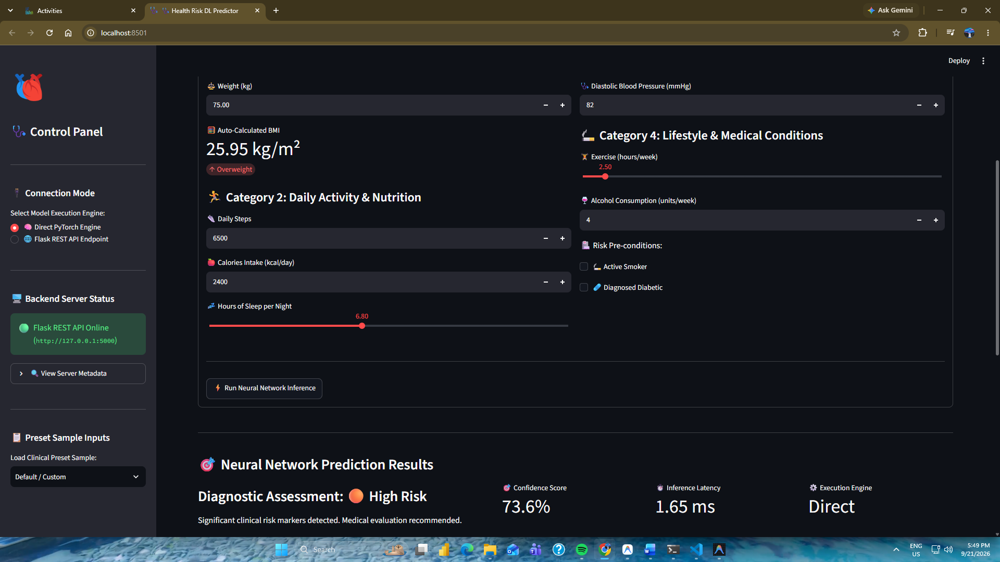 Activities
Health Risk DL Predictor
Ask Gemini
localhost:8501
Deploy
Control Panel
Connection Mode
Select Model Execution Engine:
Direct PyTorch Engine
Flask REST API Endpoint
Backend Server Status
Flask REST API Online
(http://127.0.0.1:5000)
View Server Metadata
Preset Sample Inputs
Load Clinical Preset Sample:
Default / Custom
Weight (kg)
75.00
Auto-Calculated BMI
25.95 kg/m²
↑ Overweight
Category 2: Daily Activity & Nutrition
Daily Steps
6500
Calories Intake (kcal/day)
2400
Hours of Sleep per Night
6.80
Diastolic Blood Pressure (mmHg)
82
Category 4: Lifestyle & Medical Conditions
Exercise (hours/week)
2.50
Alcohol Consumption (units/week)
4
Risk Pre-conditions:
Active Smoker
Diagnosed Diabetic
Run Neural Network Inference
Neural Network Prediction Results
Diagnostic Assessment: High Risk
Significant clinical risk markers detected. Medical evaluation recommended.
Confidence Score
73.6%
Inference Latency
1.65 ms
Execution Engine
Direct
Search
ENG
US
5:49 PM
9/21/2026